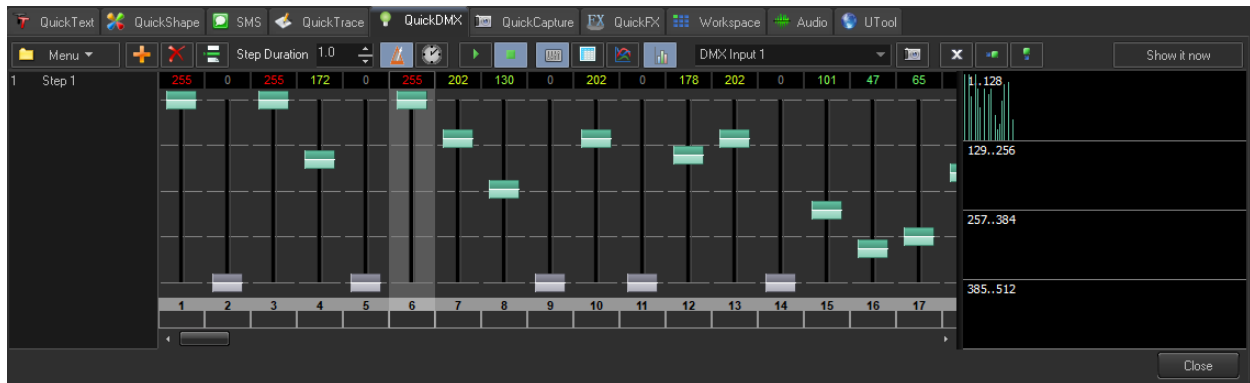 QuickText QuickShape SMS QuickTrace QuickDMX QuickCapture FX QuickFX Workspace Audio UTool
Menu Step Duration 1.0 DMX Input 1 Show it now
1 Step 1 255 0 255 172 0 255 202 130 0 202 0 178 202 0 101 47 65 1..128
129..256
257..384
385..512
1 2 3 4 5 6 7 8 9 10 11 12 13 14 15 16 17
Close